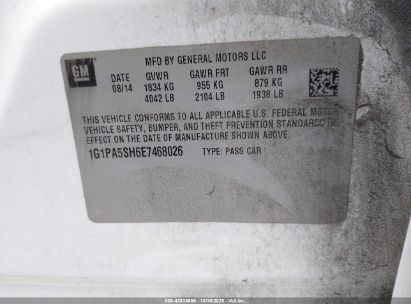 MFD BY GENERAL MOTORS LLC
GM
DATE GVWR GAWR FRT GAWR RR
08/14 1834 KG 955 KG 879 KG
4042 LB 2104 LB 1938 LB
THIS VEHICLE CONFORMS TO ALL APPLICABLE U.S. FEDERAL MOTOR
VEHICLE SAFETY, BUMPER, AND THEFT PREVENTION STANDARDS
IN EFFECT ON THE DATE OF MANUFACTURE SHOWN ABOVE.
1G1PA5SH6E7468026 TYPE: PASS CAR